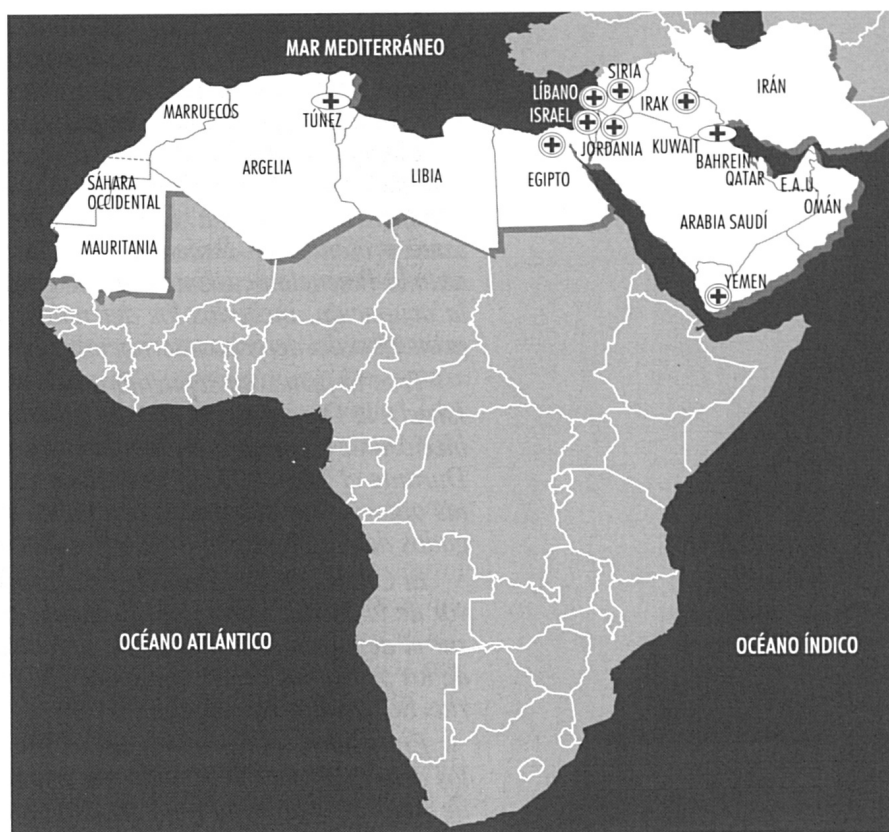 MAR MEDITERRÁNEO
SIRIA
LÍBANO
ISRAEL
IRAK
IRÁN
MARRUECOS
TÚNEZ
JORDANIA
KUWAIT
BAHREIN
QATAR
E.A.U.
OMÁN
ARGELIA
LIBIA
EGIPTO
SÁHARA
OCCIDENTAL
ARABIA SAUDÍ
MAURITANIA
YEMEN
OCÉANO ATLÁNTICO
OCÉANO ÍNDICO